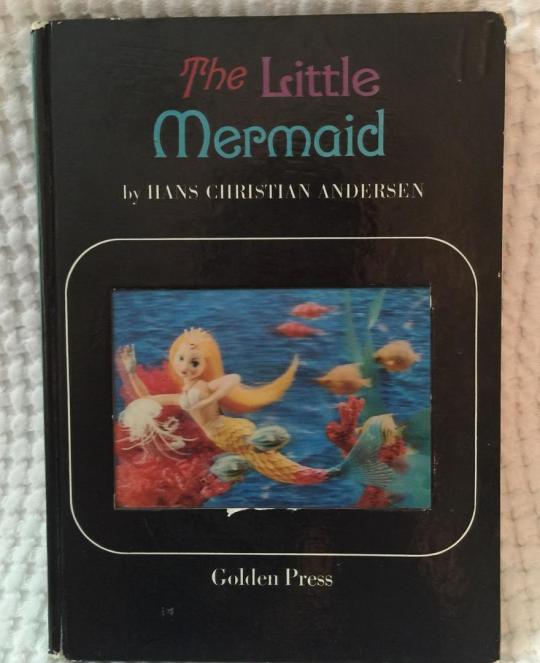 The Little
Mermaid
by HANS CHRISTIAN ANDERSEN
Golden Press